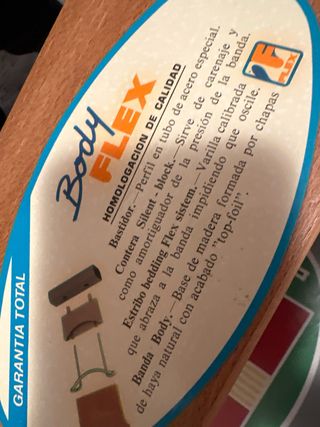 Body
FLEX
HOMOLOGACION DE CALIDAD
F
FLEX
Bastidor.—Perfil en tubo de acero especial.
Contera Silent - block.—Sirve de carenaje y
como amortiguador de la presión de la banda.
Estribo bedding Flex sistem.—Varilla calibrada
que abraza a la banda impidiendo que oscile.
Banda Body.—Base de madera formada por chapas
de haya natural con acabado "top-foil".
GARANTIA TOTAL